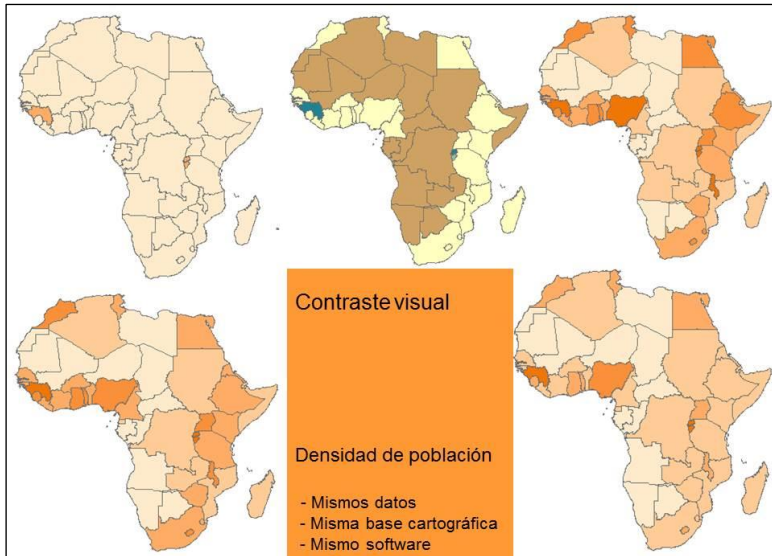 Contraste visual
Densidad de población
- Mismos datos
- Misma base cartográfica
- Mismo software